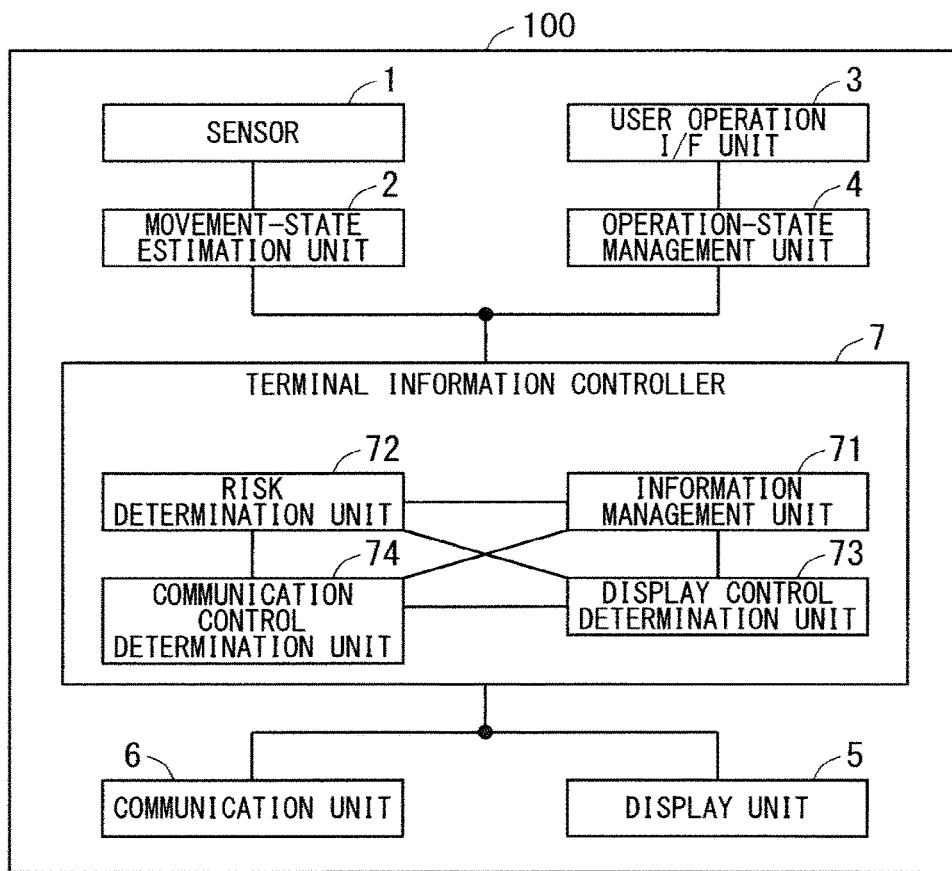 100
1
SENSOR
3
USER OPERATION
I/F UNIT
2
MOVEMENT-STATE
ESTIMATION UNIT
4
OPERATION-STATE
MANAGEMENT UNIT
7
TERMINAL INFORMATION CONTROLLER
72
RISK
DETERMINATION UNIT
71
INFORMATION
MANAGEMENT UNIT
74
COMMUNICATION
CONTROL
DETERMINATION UNIT
73
DISPLAY CONTROL
DETERMINATION UNIT
6
COMMUNICATION UNIT
5
DISPLAY UNIT